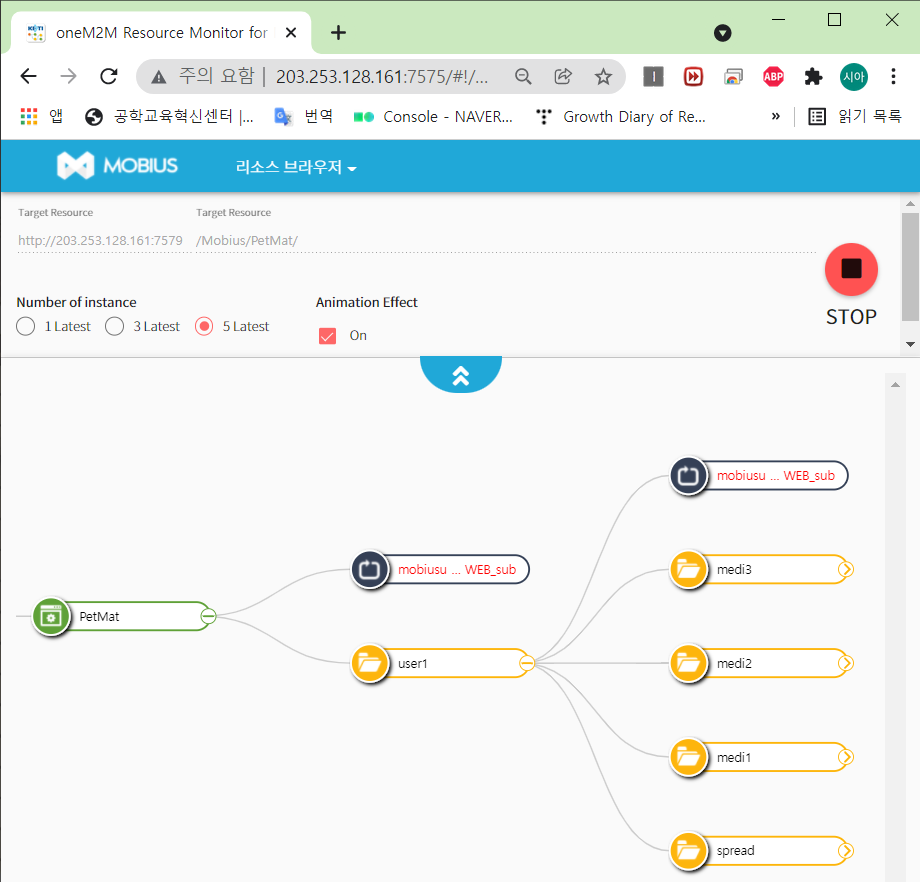 oneM2M Resource Monitor for
주의 요함 | 203.253.128.161:7575/#!/...
ABP
시아
앱
공학교육혁신센터 |...
번역
Console - NAVER...
Growth Diary of Re...
»
읽기 목록
MOBIUS
리소스 브라우저
Target Resource
Target Resource
http://203.253.128.161:7579
/Mobius/PetMat/
Number of instance
Animation Effect
1 Latest
3 Latest
5 Latest
On
STOP
mobiusu ... WEB_sub
medi3
mobiusu ... WEB_sub
PetMat
user1
medi2
medi1
spread